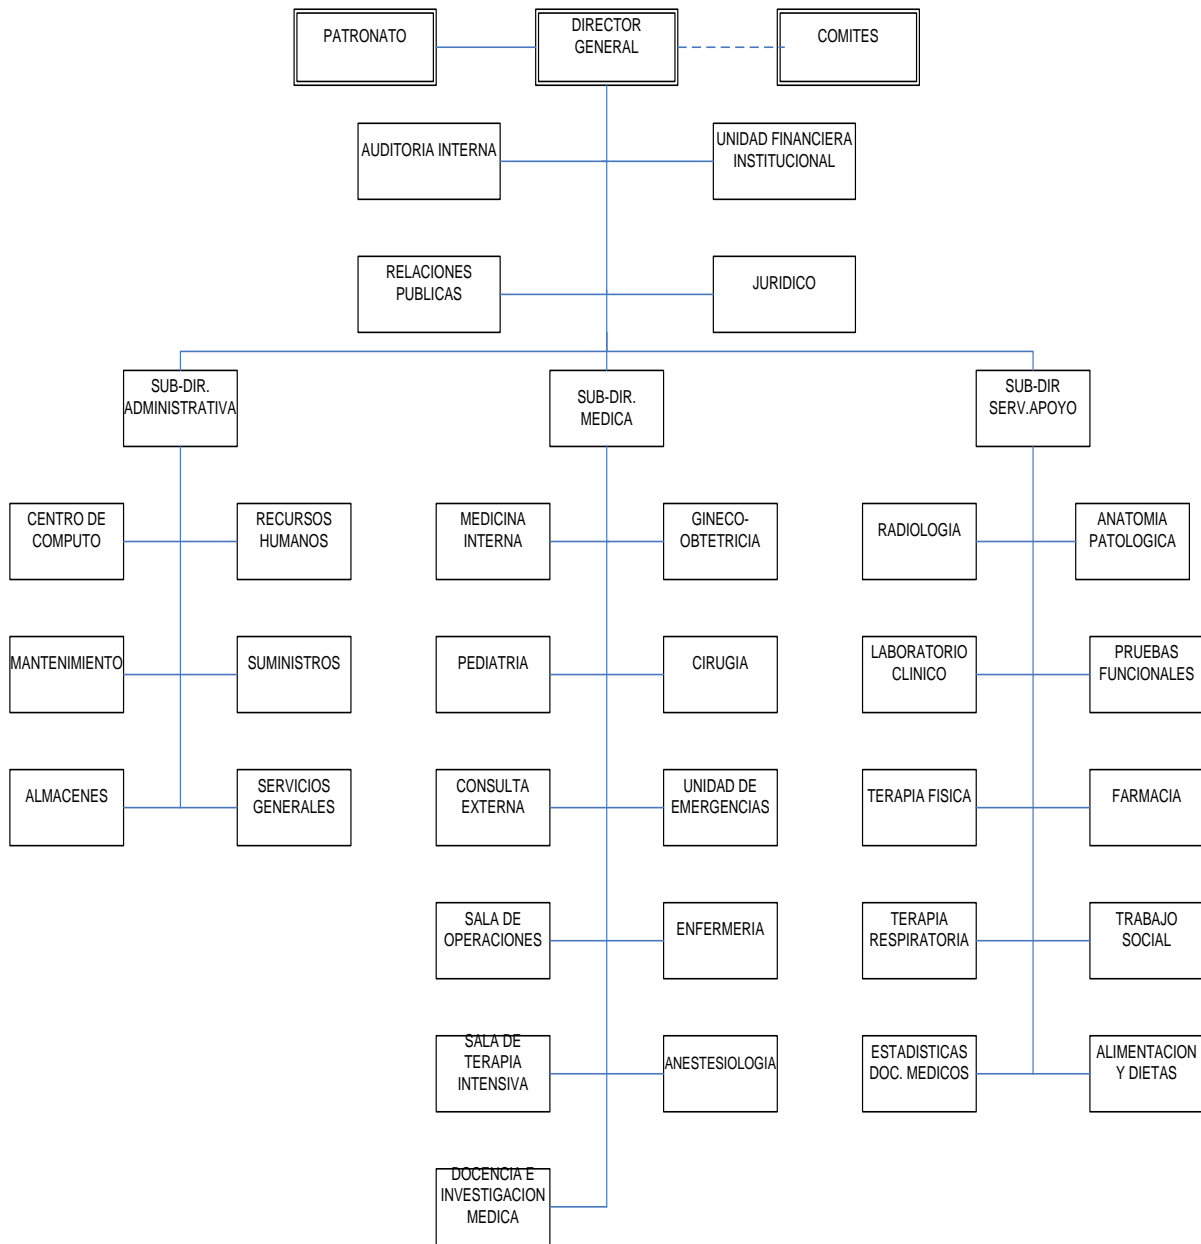 PATRONATO
DIRECTOR
GENERAL
COMITES
AUDITORIA INTERNA
UNIDAD FINANCIERA
INSTITUCIONAL
RELACIONES
PUBLICAS
JURIDICO
SUB-DIR.
ADMINISTRATIVA
SUB-DIR.
MEDICA
SUB-DIR
SERV.APOYO
CENTRO DE
COMPUTO
RECURSOS
HUMANOS
MEDICINA
INTERNA
GINECO-
OBTETRICIA
RADIOLOGIA
ANATOMIA
PATOLOGICA
MANTENIMIENTO
SUMINISTROS
PEDIATRIA
CIRUGIA
LABORATORIO
CLINICO
PRUEBAS
FUNCIONALES
ALMACENES
SERVICIOS
GENERALES
CONSULTA
EXTERNA
UNIDAD DE
EMERGENCIAS
TERAPIA FISICA
FARMACIA
SALA DE
OPERACIONES
ENFERMERIA
TERAPIA
RESPIRATORIA
TRABAJO
SOCIAL
SALA DE
TERAPIA
INTENSIVA
ANESTESIOLOGIA
ESTADISTICAS
DOC. MEDICOS
ALIMENTACION
Y DIETAS
DOCENCIA E
INVESTIGACION
MEDICA